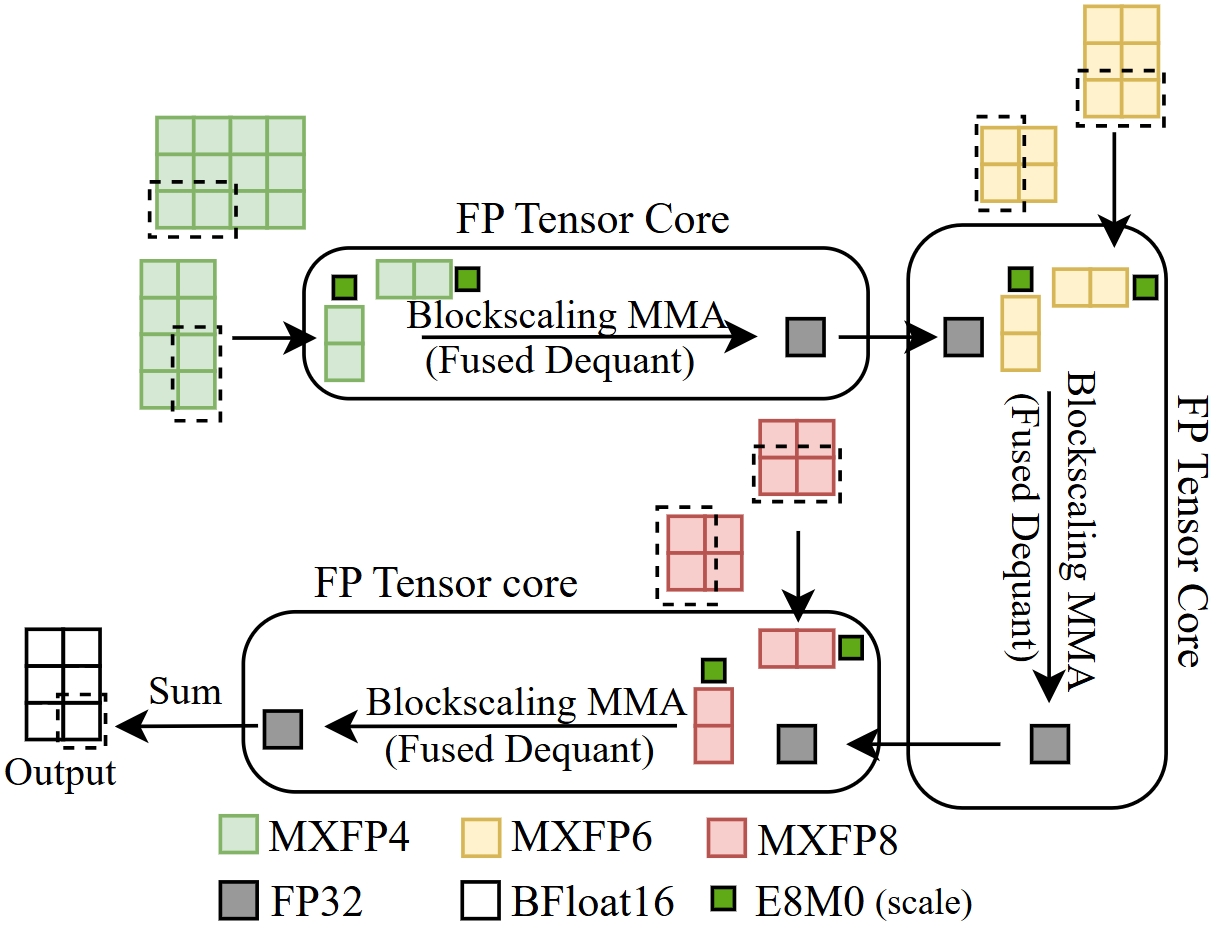 FP Tensor Core
Blockscaling MMA
(Fused Dequant)
FP Tensor Core
Blockscaling MMA
(Fused Dequant)
FP Tensor core
Blockscaling MMA
(Fused Dequant)
Sum
Output
MXFP4
MXFP6
MXFP8
FP32
BFloat16
E8M0 (scale)